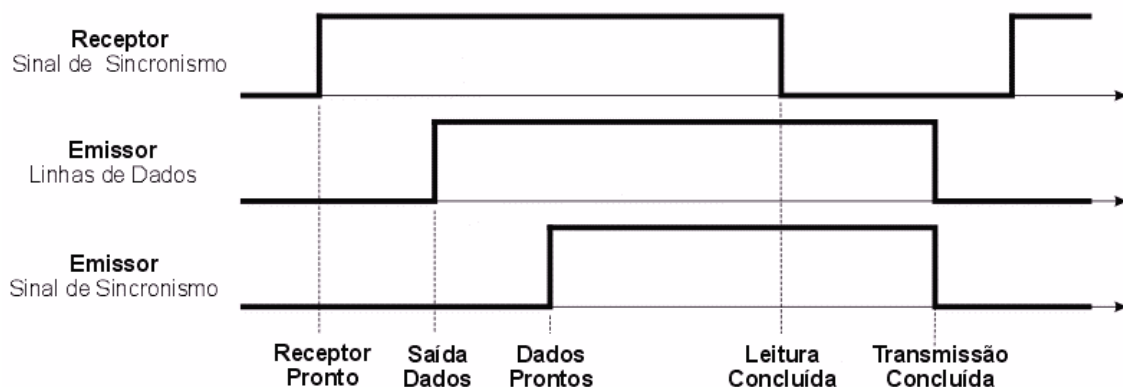 Receptor
Sinal de Sincronismo
Emissor
Linhas de Dados
Emissor
Sinal de Sincronismo
Receptor
Pronto
Saída
Dados
Dados
Prontos
Leitura
Concluída
Transmissão
Concluída